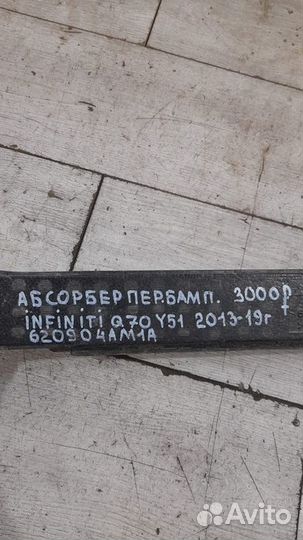 АБСОРБЕР ПЕР.БАМП. 3000₽
iNFiNiTi Q70 Y51 2013-19г
620904AM1A
Avito